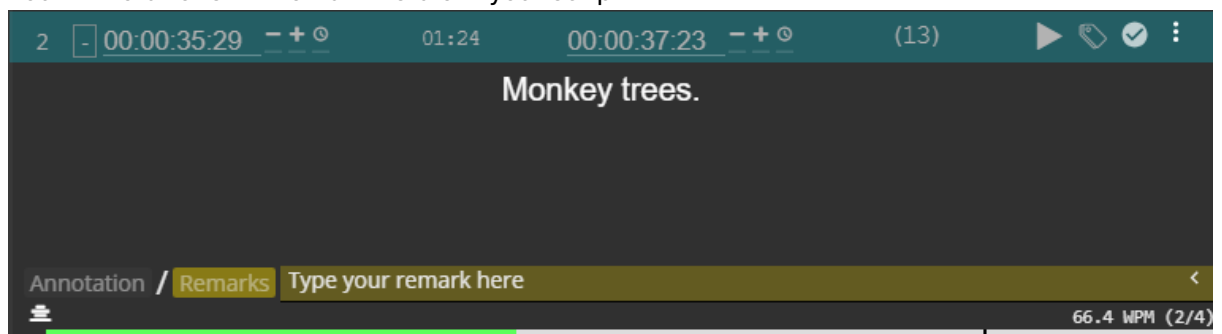 2 - 00:00:35:29 - + 01:24 00:00:37:23 - + (13)
Monkey trees.
Annotation / Remarks Type your remark here <
66.4 WPM (2/4)